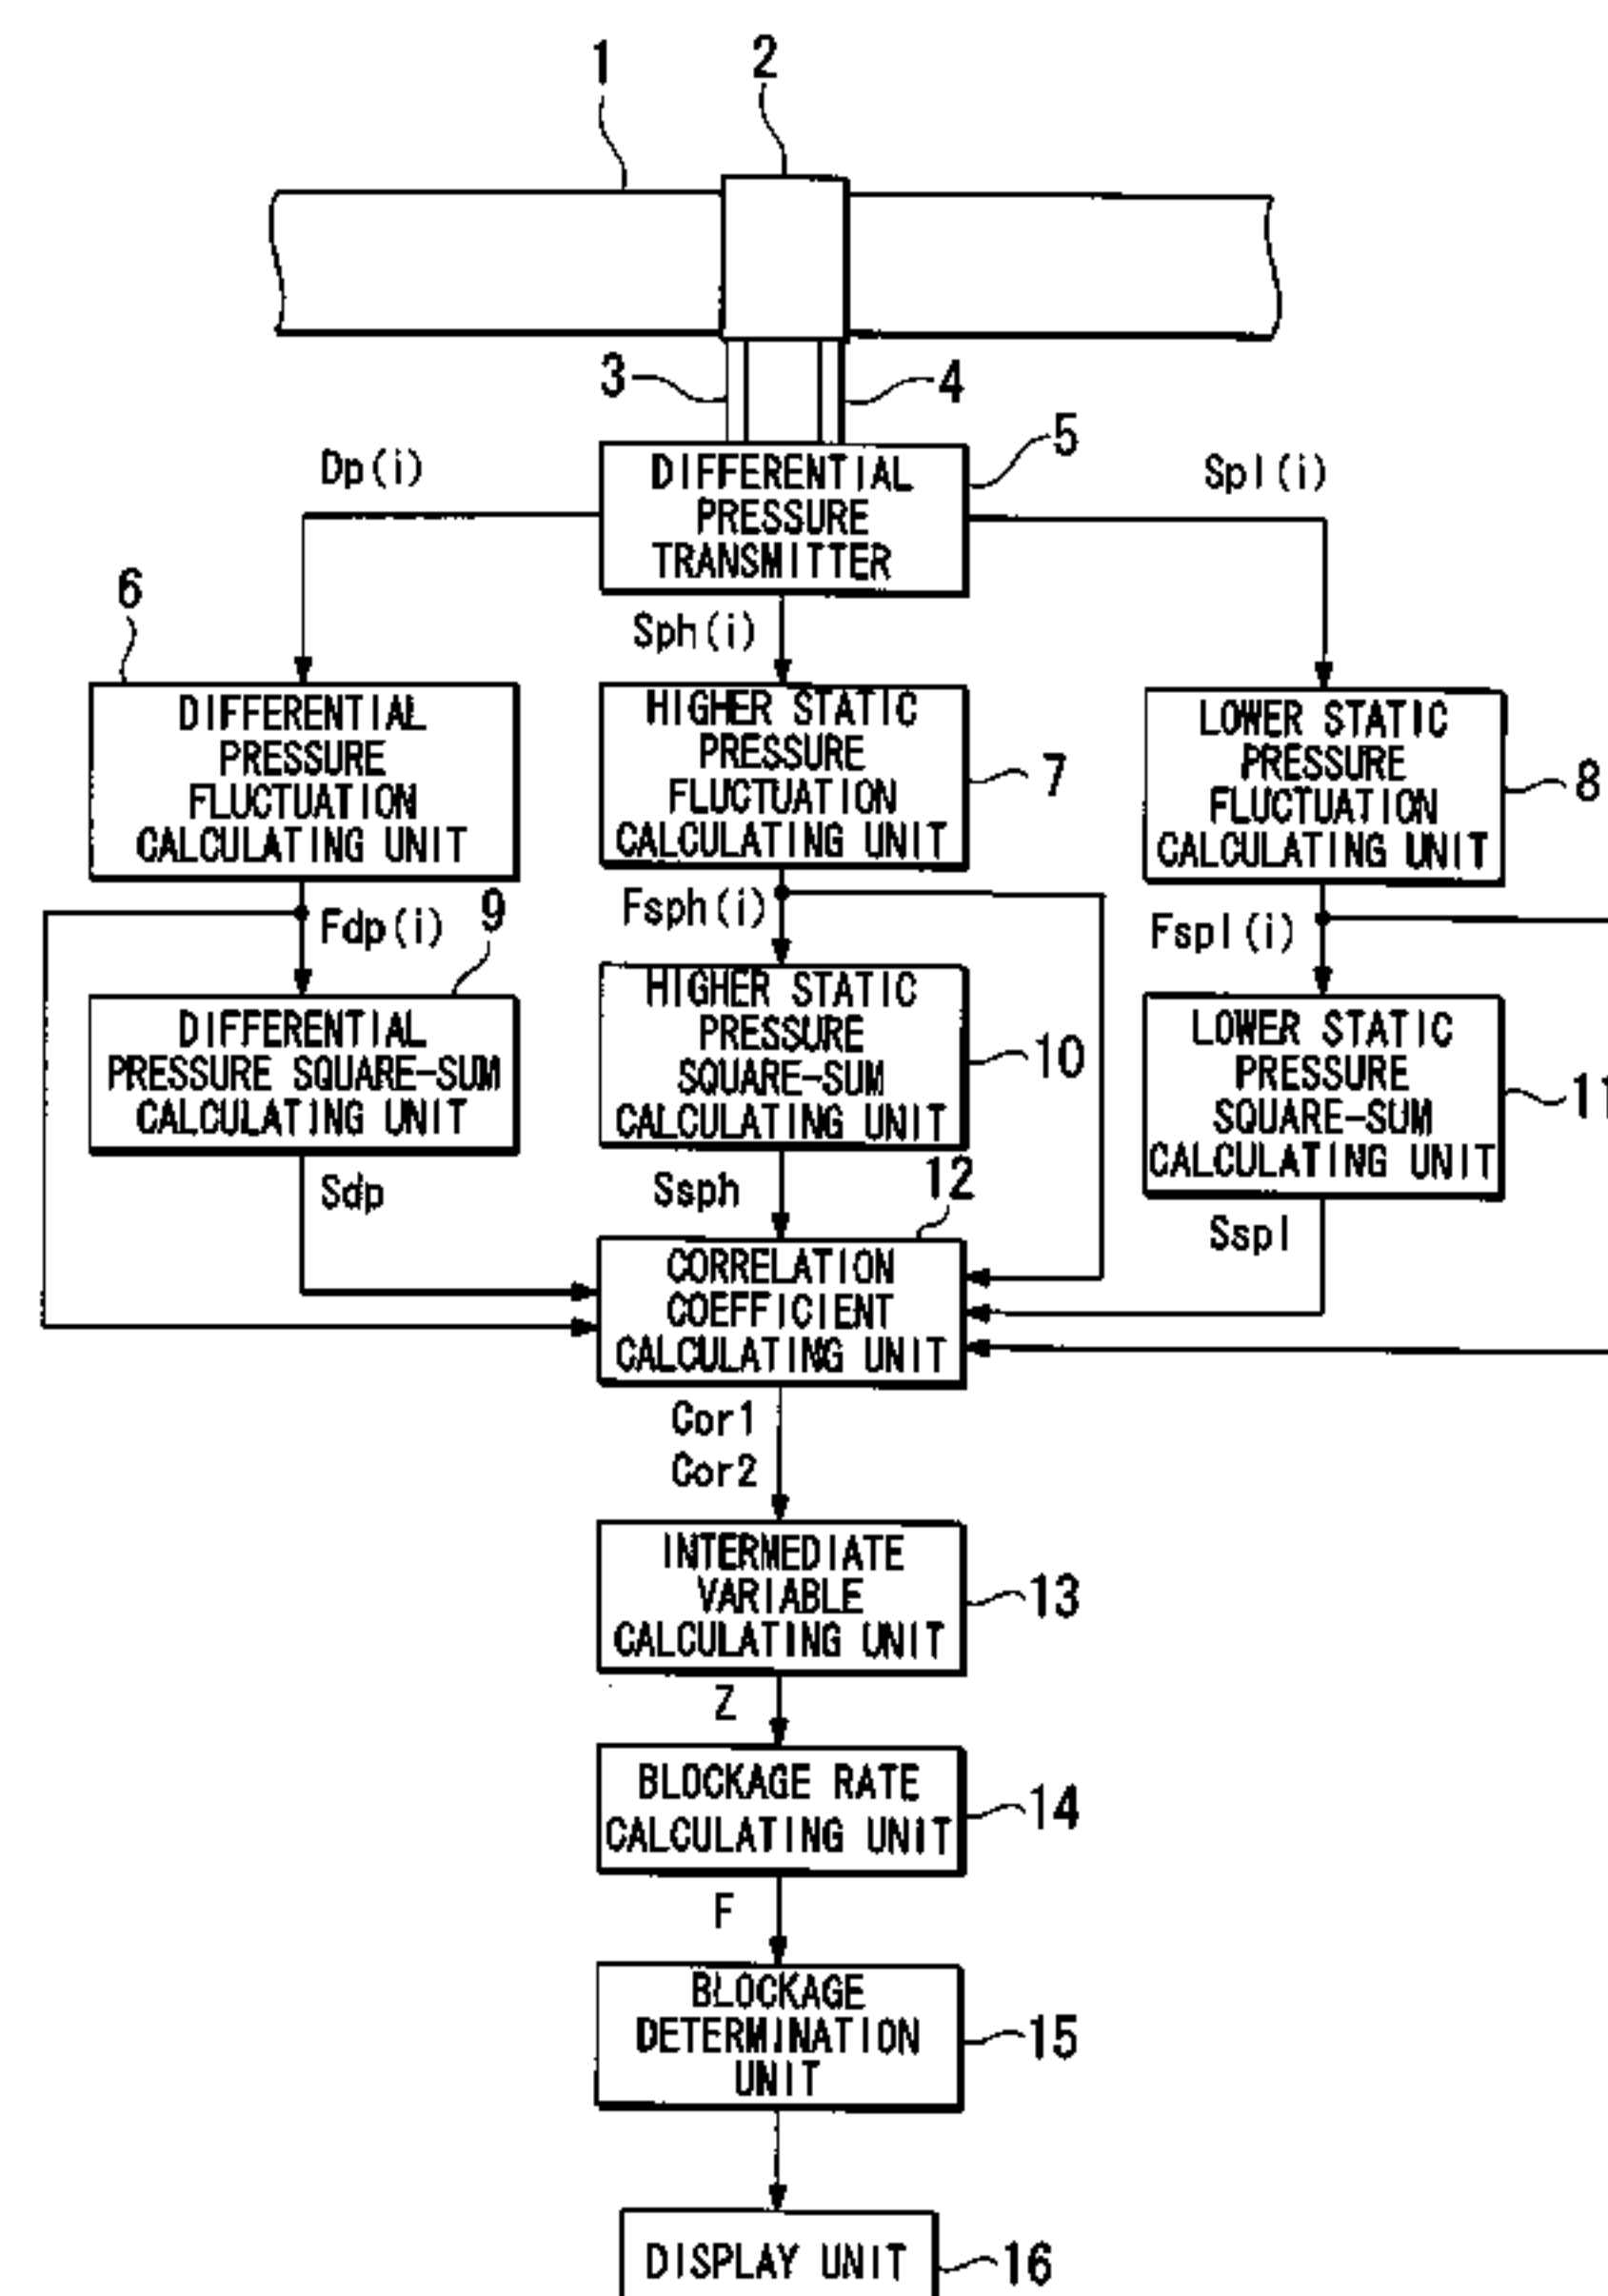 1
2
3
4
5
DIFFERENTIAL
PRESSURE
TRANSMITTER
Dp(i)
Spl(i)
Sph(i)
6
DIFFERENTIAL
PRESSURE
FLUCTUATION
CALCULATING UNIT
HIGHER STATIC
PRESSURE
FLUCTUATION
CALCULATING UNIT
7
LOWER STATIC
PRESSURE
FLUCTUATION
CALCULATING UNIT
8
Fdp(i)
9
Fsph(i)
Fspl(i)
DIFFERENTIAL
PRESSURE SQUARE-SUM
CALCULATING UNIT
HIGHER STATIC
PRESSURE
SQUARE-SUM
CALCULATING UNIT
10
LOWER STATIC
PRESSURE
SQUARE-SUM
CALCULATING UNIT
11
Sdp
Ssph
12
Sspl
CORRELATION
COEFFICIENT
CALCULATING UNIT
Cor1
Cor2
INTERMEDIATE
VARIABLE
CALCULATING UNIT
13
Z
BLOCKAGE RATE
CALCULATING UNIT
14
F
BLOCKAGE
DETERMINATION
UNIT
15
DISPLAY UNIT
16